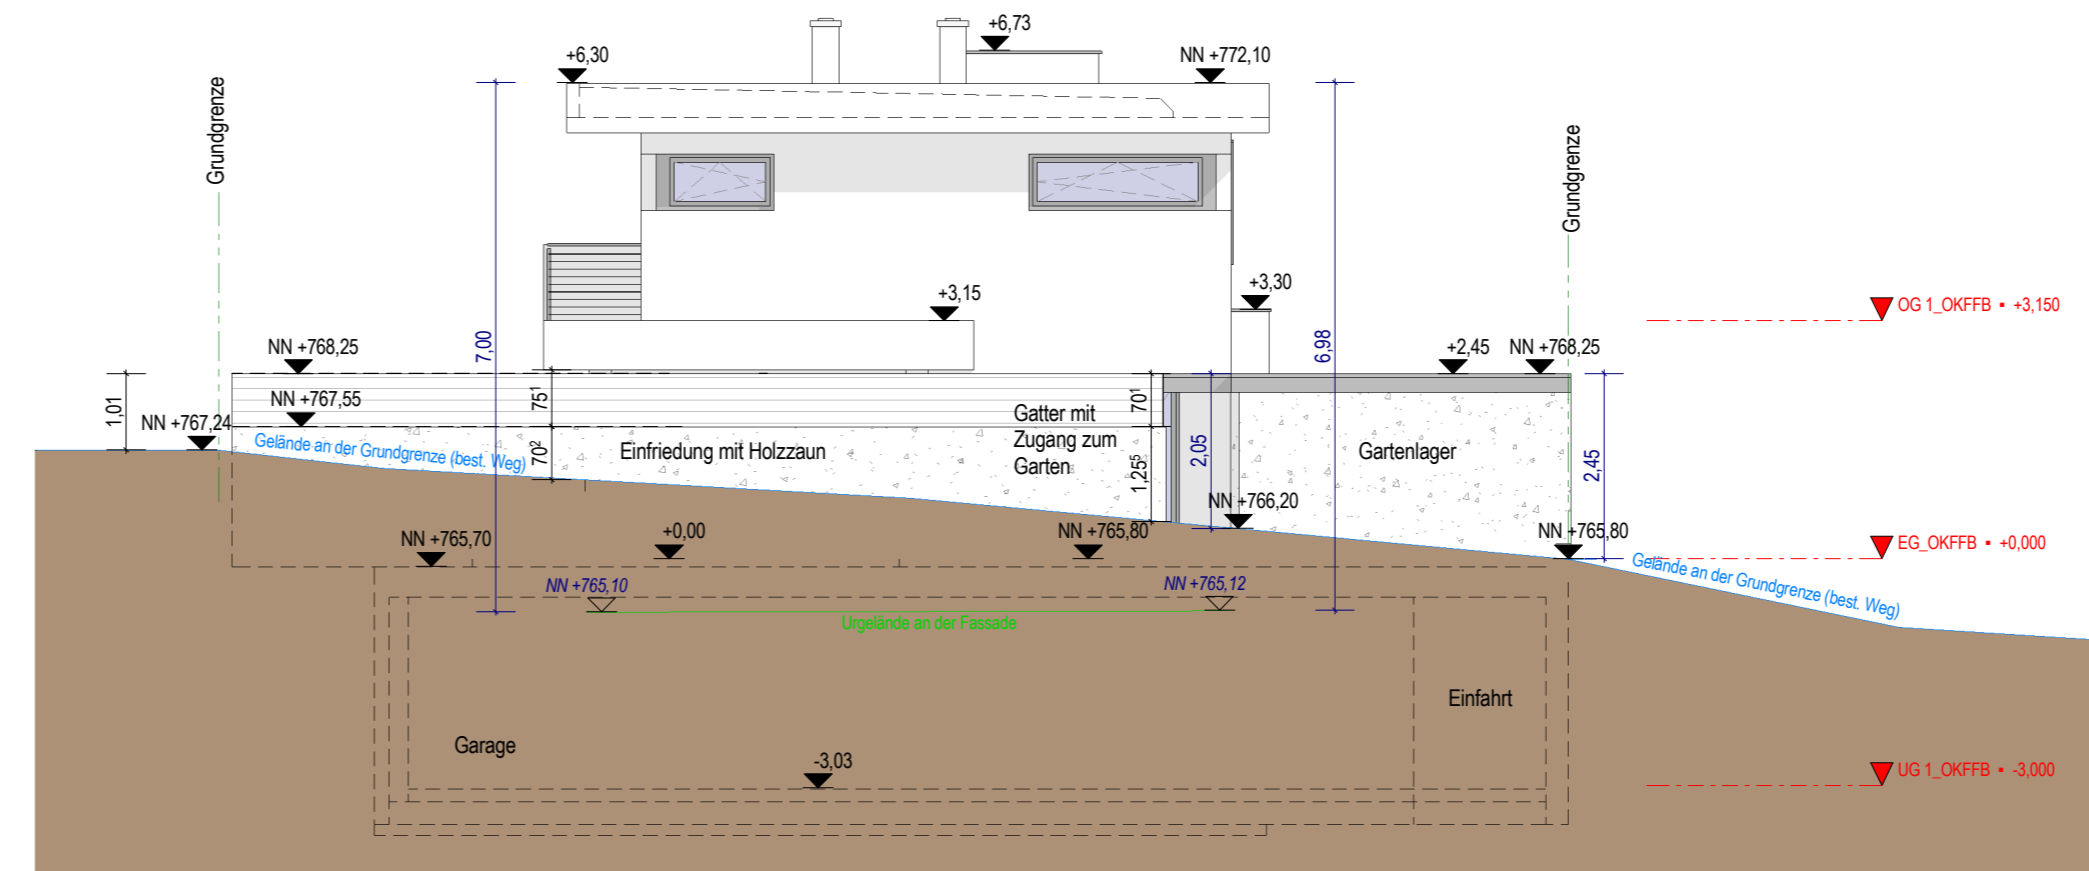 +6,73
+6,30
NN +772,10
Grundgrenze
Grundgrenze
+3,30
+3,15
OG 1_OKFFB ▪ +3,150
7,00
6,98
NN +768,25
+2,45
NN +768,25
1,01
NN +767,55
75¹
70¹
NN +767,24
Gelände an der Grundgrenze (best. Weg)
70²
Einfriedung mit Holzzaun
Gatter mit
Zugang zum
Garten
1,25⁵
2,05
Gartenlager
2,45
NN +766,20
NN +765,70
+0,00
NN +765,80
NN +765,80
EG_OKFFB ▪ +0,000
Gelände an der Grundgrenze (best. Weg)
NN +765,10
NN +765,12
Urgelände an der Fassade
Einfahrt
Garage
-3,03
UG 1_OKFFB ▪ -3,000